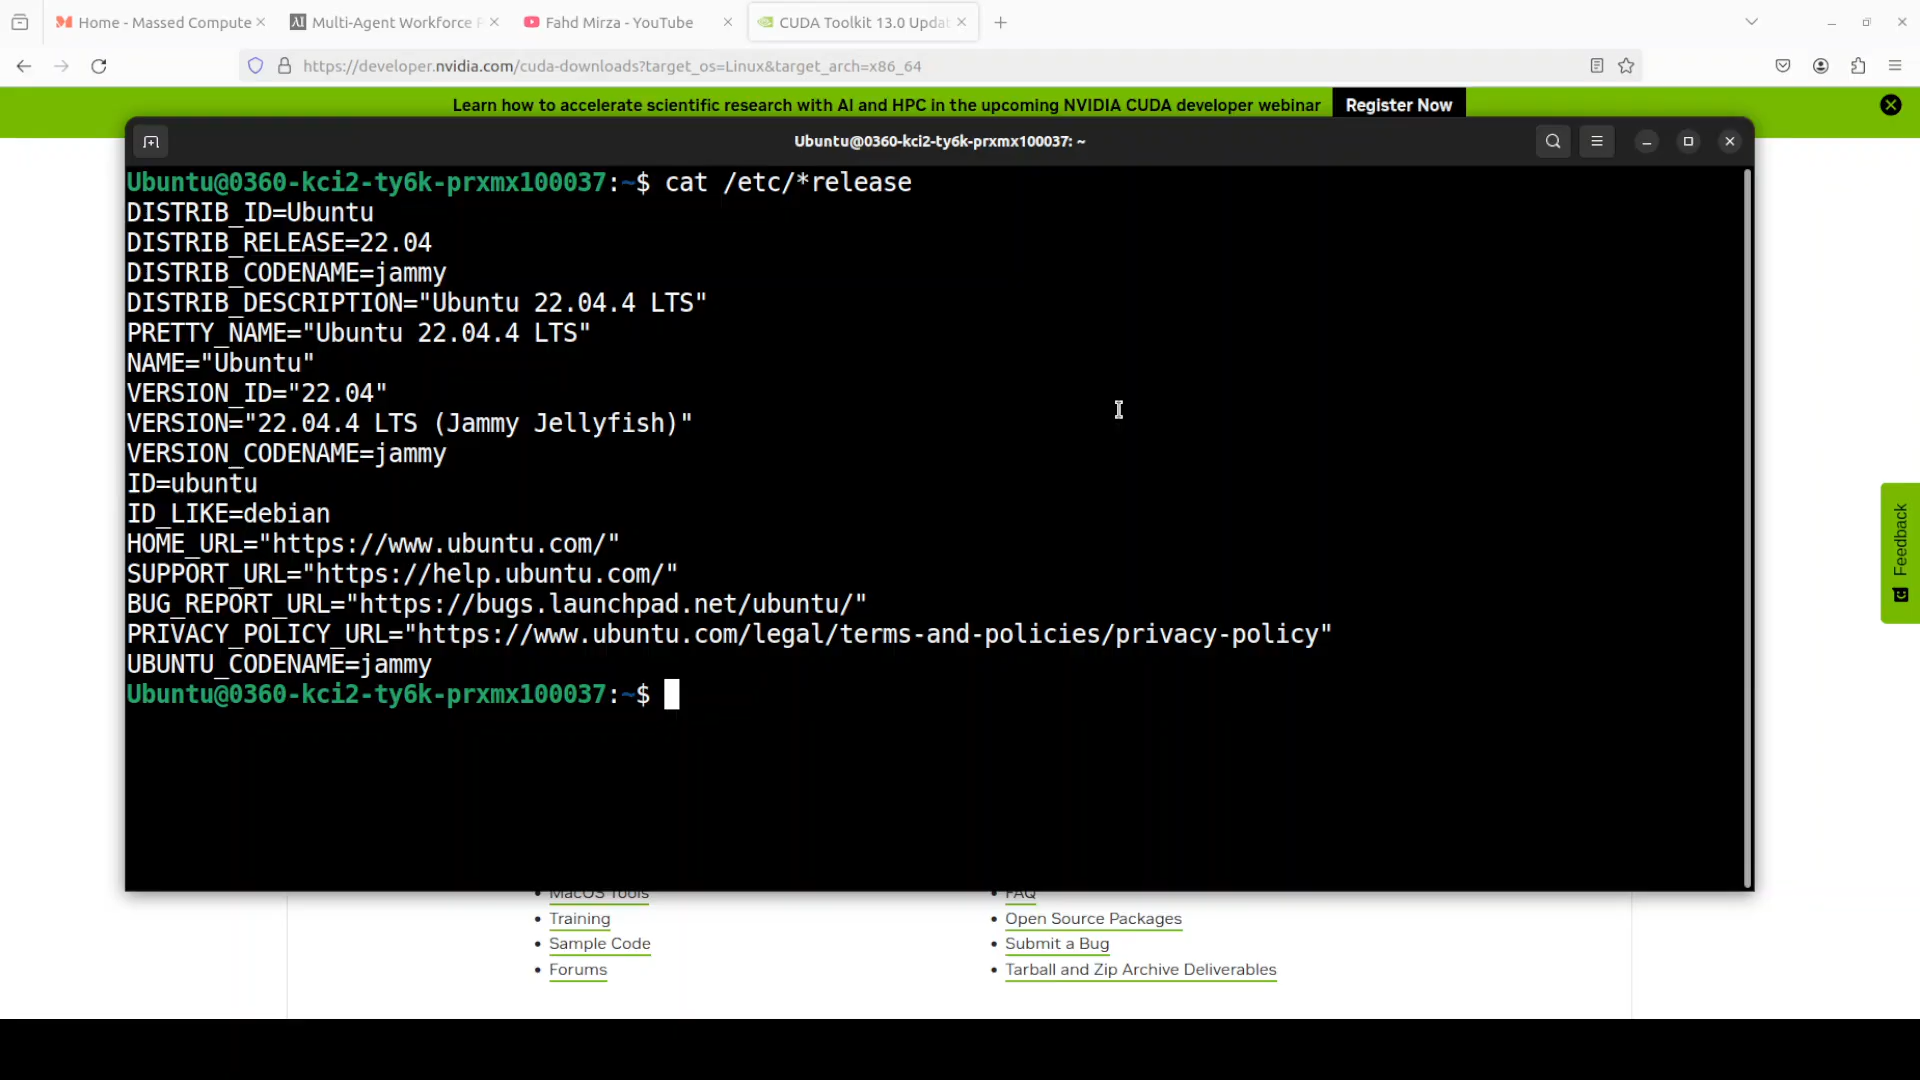 Home - Massed Compute
Multi-Agent Workforce
Fahd Mirza - YouTube
CUDA Toolkit 13.0 Updat
https://developer.nvidia.com/cuda-downloads?target_os=Linux&target_arch=x86_64
Learn how to accelerate scientific research with AI and HPC in the upcoming NVIDIA CUDA developer webinar
Register Now
Ubuntu@0360-kci2-ty6k-prxmx100037: ~
Ubuntu@0360-kci2-ty6k-prxmx100037:~$ cat /etc/*release
DISTRIB_ID=Ubuntu
DISTRIB_RELEASE=22.04
DISTRIB_CODENAME=jammy
DISTRIB_DESCRIPTION="Ubuntu 22.04.4 LTS"
PRETTY_NAME="Ubuntu 22.04.4 LTS"
NAME="Ubuntu"
VERSION_ID="22.04"
VERSION="22.04.4 LTS (Jammy Jellyfish)"
VERSION_CODENAME=jammy
ID=ubuntu
ID_LIKE=debian
HOME_URL="https://www.ubuntu.com/"
SUPPORT_URL="https://help.ubuntu.com/"
BUG_REPORT_URL="https://bugs.launchpad.net/ubuntu/"
PRIVACY_POLICY_URL="https://www.ubuntu.com/legal/terms-and-policies/privacy-policy"
UBUNTU_CODENAME=jammy
Ubuntu@0360-kci2-ty6k-prxmx100037:~$
Feedback
MacOS Tools
Training
Sample Code
Forums
FAQ
Open Source Packages
Submit a Bug
Tarball and Zip Archive Deliverables